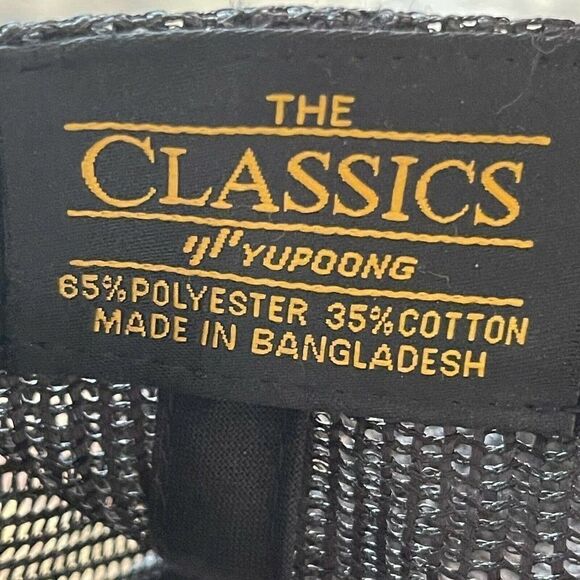 THE
CLASSICS
YUPOONG
65% POLYESTER 35% COTTON
MADE IN BANGLADESH